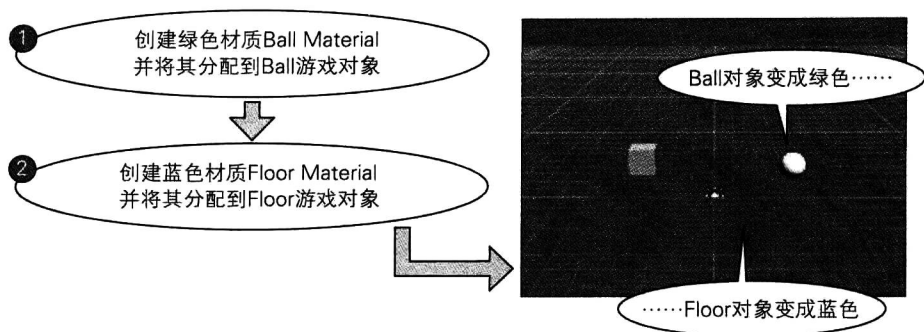 1
创建绿色材质Ball Material
并将其分配到Ball游戏对象
2
创建蓝色材质Floor Material
并将其分配到Floor游戏对象
Ball对象变成绿色……
……Floor对象变成蓝色